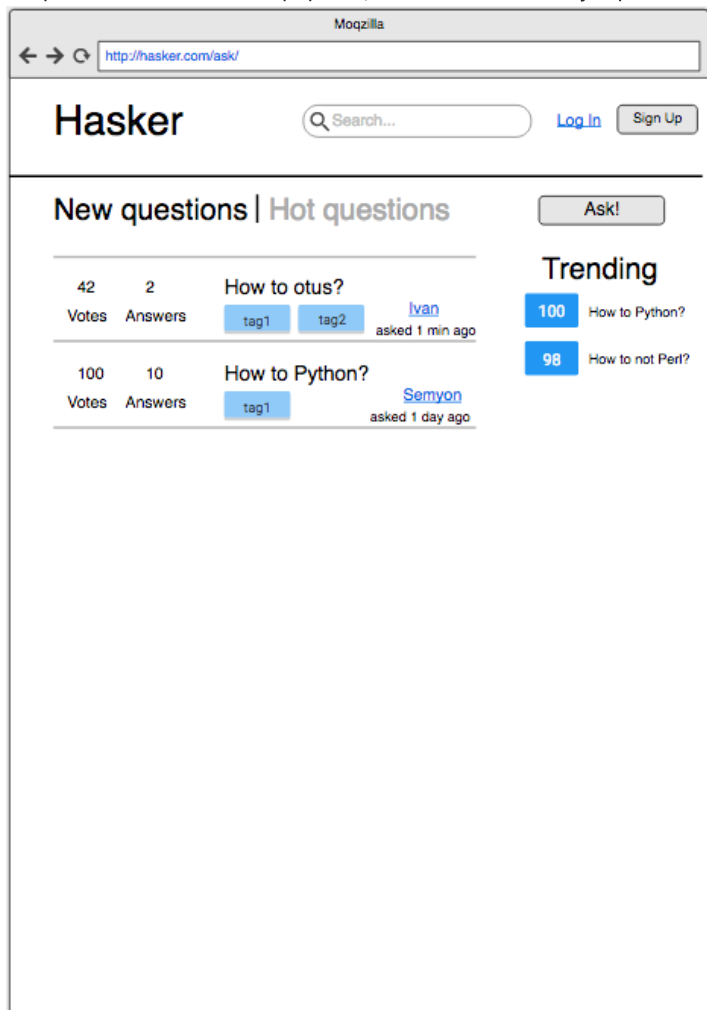 Moqzilla
http://hasker.com/ask/
Hasker
Search...
Log In
Sign Up
New questions | Hot questions
Ask!
42 2 How to otus?
Votes Answers tag1 tag2 Ivan
asked 1 min ago
100 10 How to Python?
Votes Answers tag1 Semyon
asked 1 day ago
Trending
100 How to Python?
98 How to not Perl?